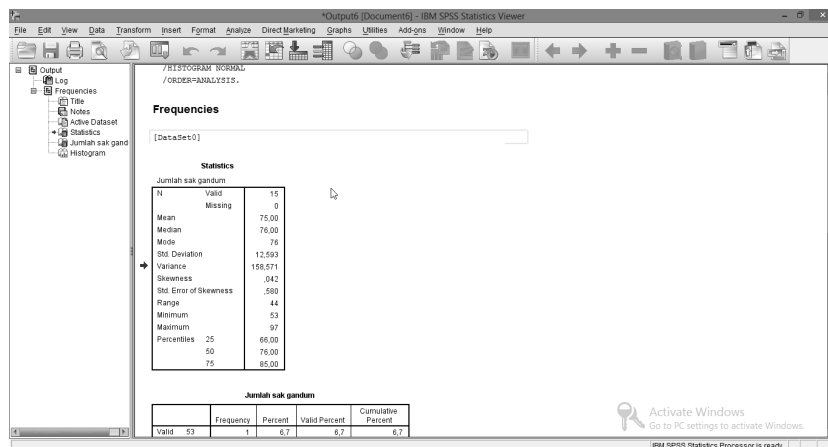 *Output6 [Document6] - IBM SPSS Statistics Viewer
File Edit View Data Transform Insert Format Analyze Direct Marketing Graphs Utilities Add-ons Window Help
Output
Log
Frequencies
Title
Notes
Active Dataset
Statistics
Jumlah sak gand
Histogram
/HISTOGRAM NORMAL
/ORDER=ANALYSIS.
Frequencies
[DataSet0]
Statistics
Jumlah sak gandum
N Valid 15
Missing 0
Mean 75,00
Median 76,00
Mode 76
Std. Deviation 12,593
Variance 158,571
Skewness ,042
Std. Error of Skewness ,580
Range 44
Minimum 53
Maximum 97
Percentiles 25 66,00
50 76,00
75 85,00
Jumlah sak gandum
Frequency Percent Valid Percent Cumulative Percent
Valid 53 1 6,7 6,7 6,7
Activate Windows
Go to PC settings to activate Windows.
IBM SPSS Statistics Processor is ready